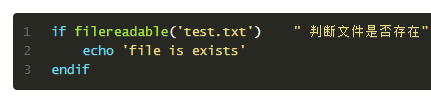 1 if filereadable('test.txt')    " 判断文件是否存在"
2     echo 'file is exists'
3 endif